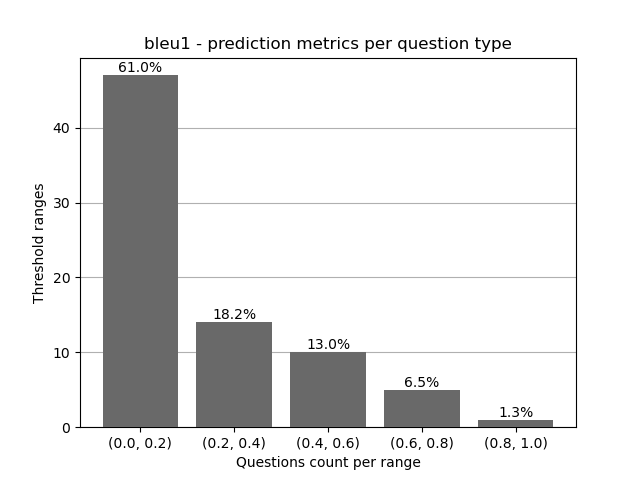 bleu1 - prediction metrics per question type
61.0%
40
30
Threshold ranges
20
18.2%
13.0%
10
6.5%
1.3%
0
(0.0, 0.2) (0.2, 0.4) (0.4, 0.6) (0.6, 0.8) (0.8, 1.0)
Questions count per range